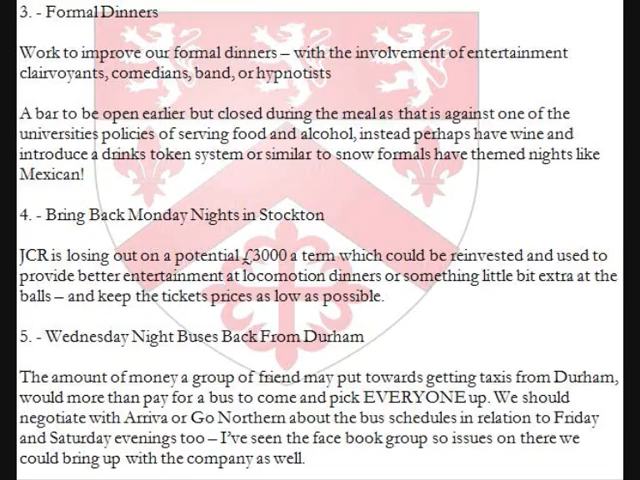 3. - Formal Dinners
Work to improve our formal dinners – with the involvement of entertainment
clairvoyants, comedians, band, or hypnotists
A bar to be open earlier but closed during the meal as that is against one of the
universities policies of serving food and alcohol, instead perhaps have wine and
introduce a drinks token system or similar to snow formals have themed nights like
Mexican!
4. - Bring Back Monday Nights in Stockton
JCR is losing out on a potential £3000 a term which could be reinvested and used to
provide better entertainment at locomotion dinners or something little bit extra at the
balls – and keep the tickets prices as low as possible.
5. - Wednesday Night Buses Back From Durham
The amount of money a group of friend may put towards getting taxis from Durham,
would more than pay for a bus to come and pick EVERYONE up. We should
negotiate with Arriva or Go Northern about the bus schedules in relation to Friday
and Saturday evenings too – I've seen the face book group so issues on there we
could bring up with the company as well.